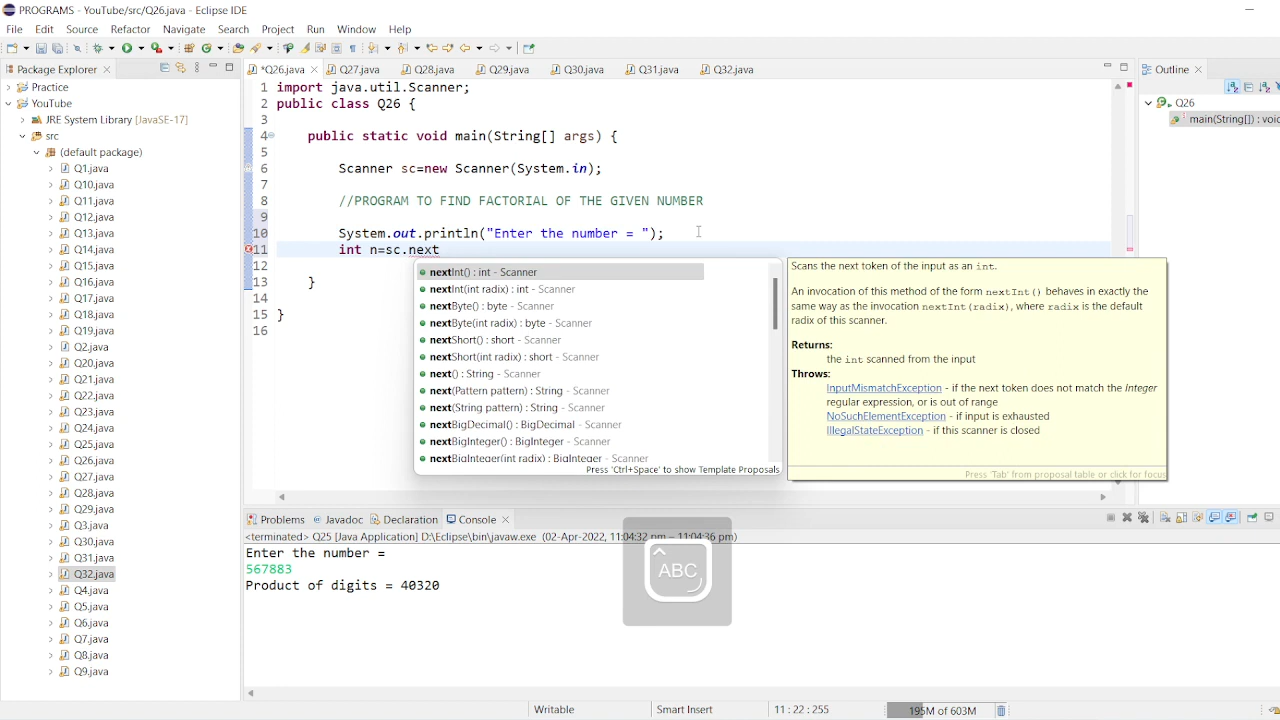 PROGRAMS - YouTube/src/Q26.java - Eclipse IDE
File Edit Source Refactor Navigate Search Project Run Window Help
Package Explorer
*Q26.java Q27.java Q28.java Q29.java Q30.java Q31.java Q32.java
Outline
Practice
YouTube
JRE System Library [JavaSE-17]
src
(default package)
Q1.java
Q10.java
Q11.java
Q12.java
Q13.java
Q14.java
Q15.java
Q16.java
Q17.java
Q18.java
Q19.java
Q2.java
Q20.java
Q21.java
Q22.java
Q23.java
Q24.java
Q25.java
Q26.java
Q27.java
Q28.java
Q29.java
Q3.java
Q30.java
Q31.java
Q32.java
Q4.java
Q5.java
Q6.java
Q7.java
Q8.java
Q9.java
1 import java.util.Scanner;
2 public class Q26 {
3
4 public static void main(String[] args) {
5
6 Scanner sc=new Scanner(System.in);
7
8 //PROGRAM TO FIND FACTORIAL OF THE GIVEN NUMBER
9
10 System.out.println("Enter the number = ");
11 int n=sc.next
12
13 }
14
15 }
16
nextInt() : int - Scanner
nextInt(int radix) : int - Scanner
nextByte() : byte - Scanner
nextByte(int radix) : byte - Scanner
nextShort() : short - Scanner
nextShort(int radix) : short - Scanner
next() : String - Scanner
next(Pattern pattern) : String - Scanner
next(String pattern) : String - Scanner
nextBigDecimal() : BigDecimal - Scanner
nextBigInteger() : BigInteger - Scanner
nextBigInteger(int radix) : BigInteger - Scanner
Press 'Ctrl+Space' to show Template Proposals
Scans the next token of the input as an int.
An invocation of this method of the form nextInt() behaves in exactly the
same way as the invocation nextInt(radix), where radix is the default
radix of this scanner.
Returns:
the int scanned from the input
Throws:
InputMismatchException - if the next token does not match the Integer
regular expression, or is out of range
NoSuchElementException - if input is exhausted
IllegalStateException - if this scanner is closed
Press 'Tab' from proposal table or click for focus
Q26
main(String[]) : voi
Problems Javadoc Declaration Console
<terminated> Q25 [Java Application] D:\Eclipse\bin\javaw.exe (02-Apr-2022, 11:04:32 pm – 11:04:36 pm)
Enter the number =
567883
Product of digits = 40320
ABC
Writable Smart Insert 11 : 22 : 255 195M of 603M